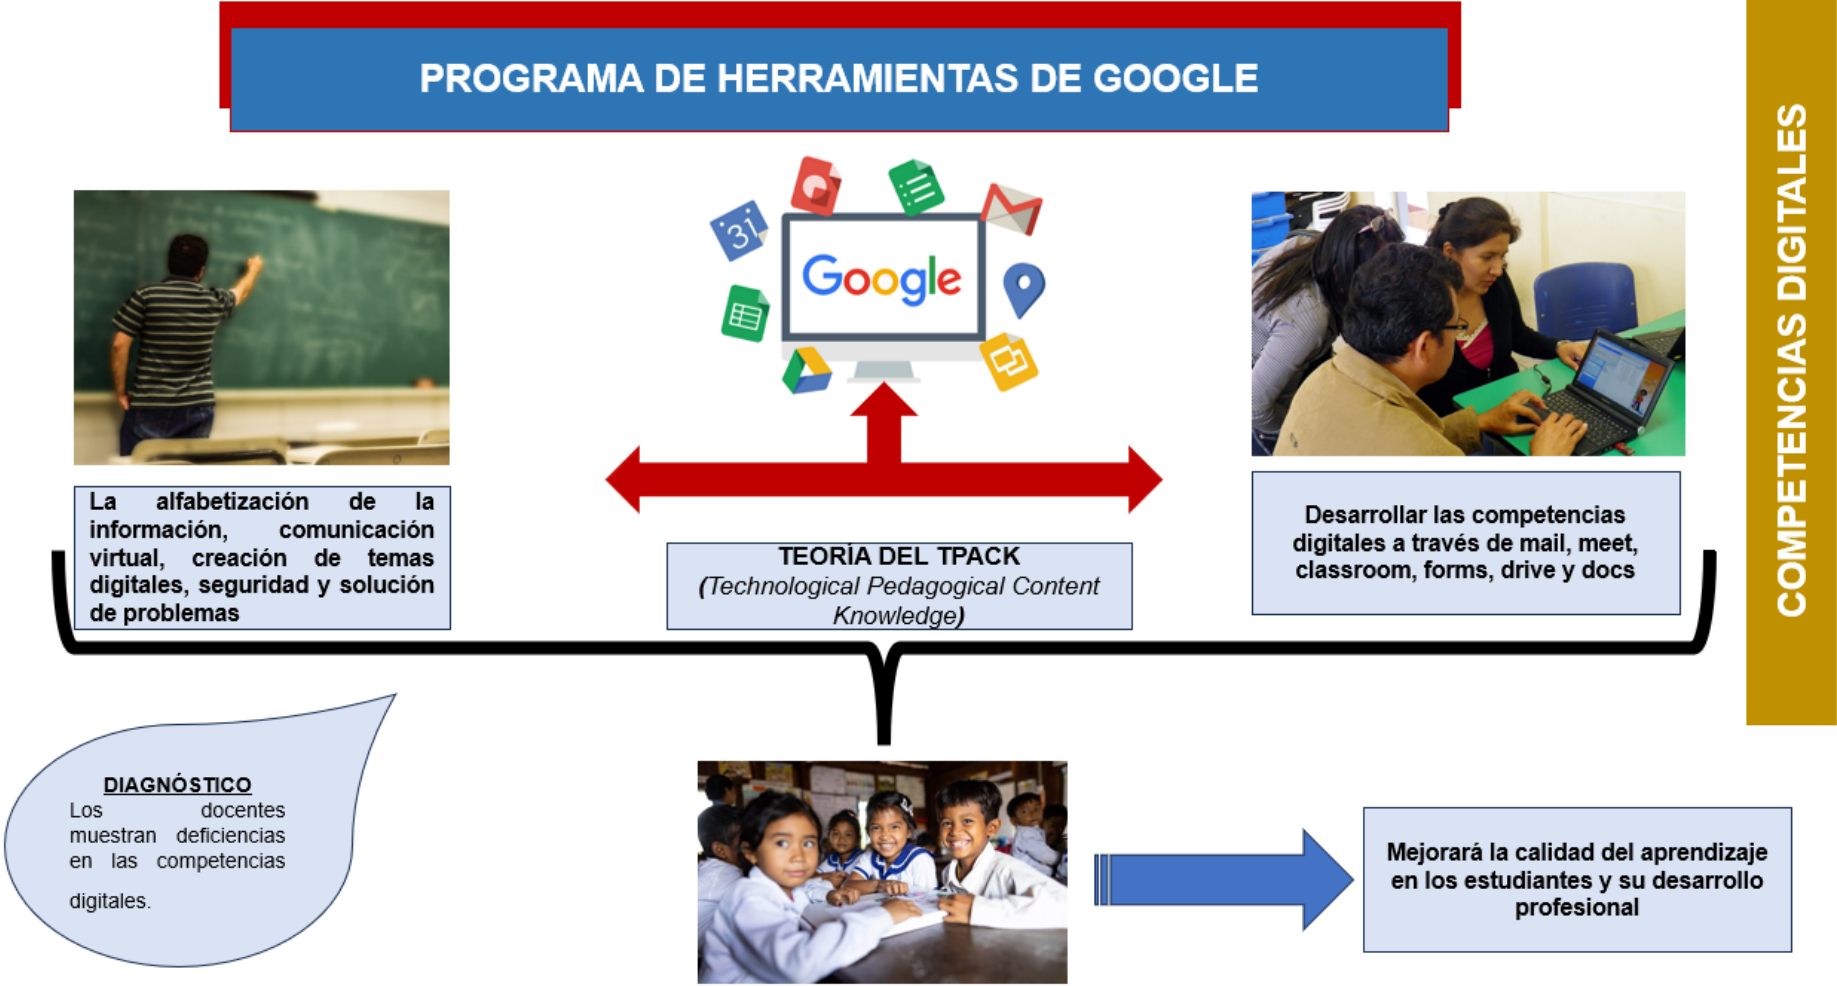 PROGRAMA DE HERRAMIENTAS DE GOOGLE
COMPETENCIAS DIGITALES
31
Google
La alfabetización de la
información, comunicación
virtual, creación de temas
digitales, seguridad y solución
de problemas
TEORÍA DEL TPACK
(Technological Pedagogical Content
Knowledge)
Desarrollar las competencias
digitales a través de mail, meet,
classroom, forms, drive y docs
DIAGNÓSTICO
Los docentes
muestran deficiencias
en las competencias
digitales.
Mejorará la calidad del aprendizaje
en los estudiantes y su desarrollo
profesional